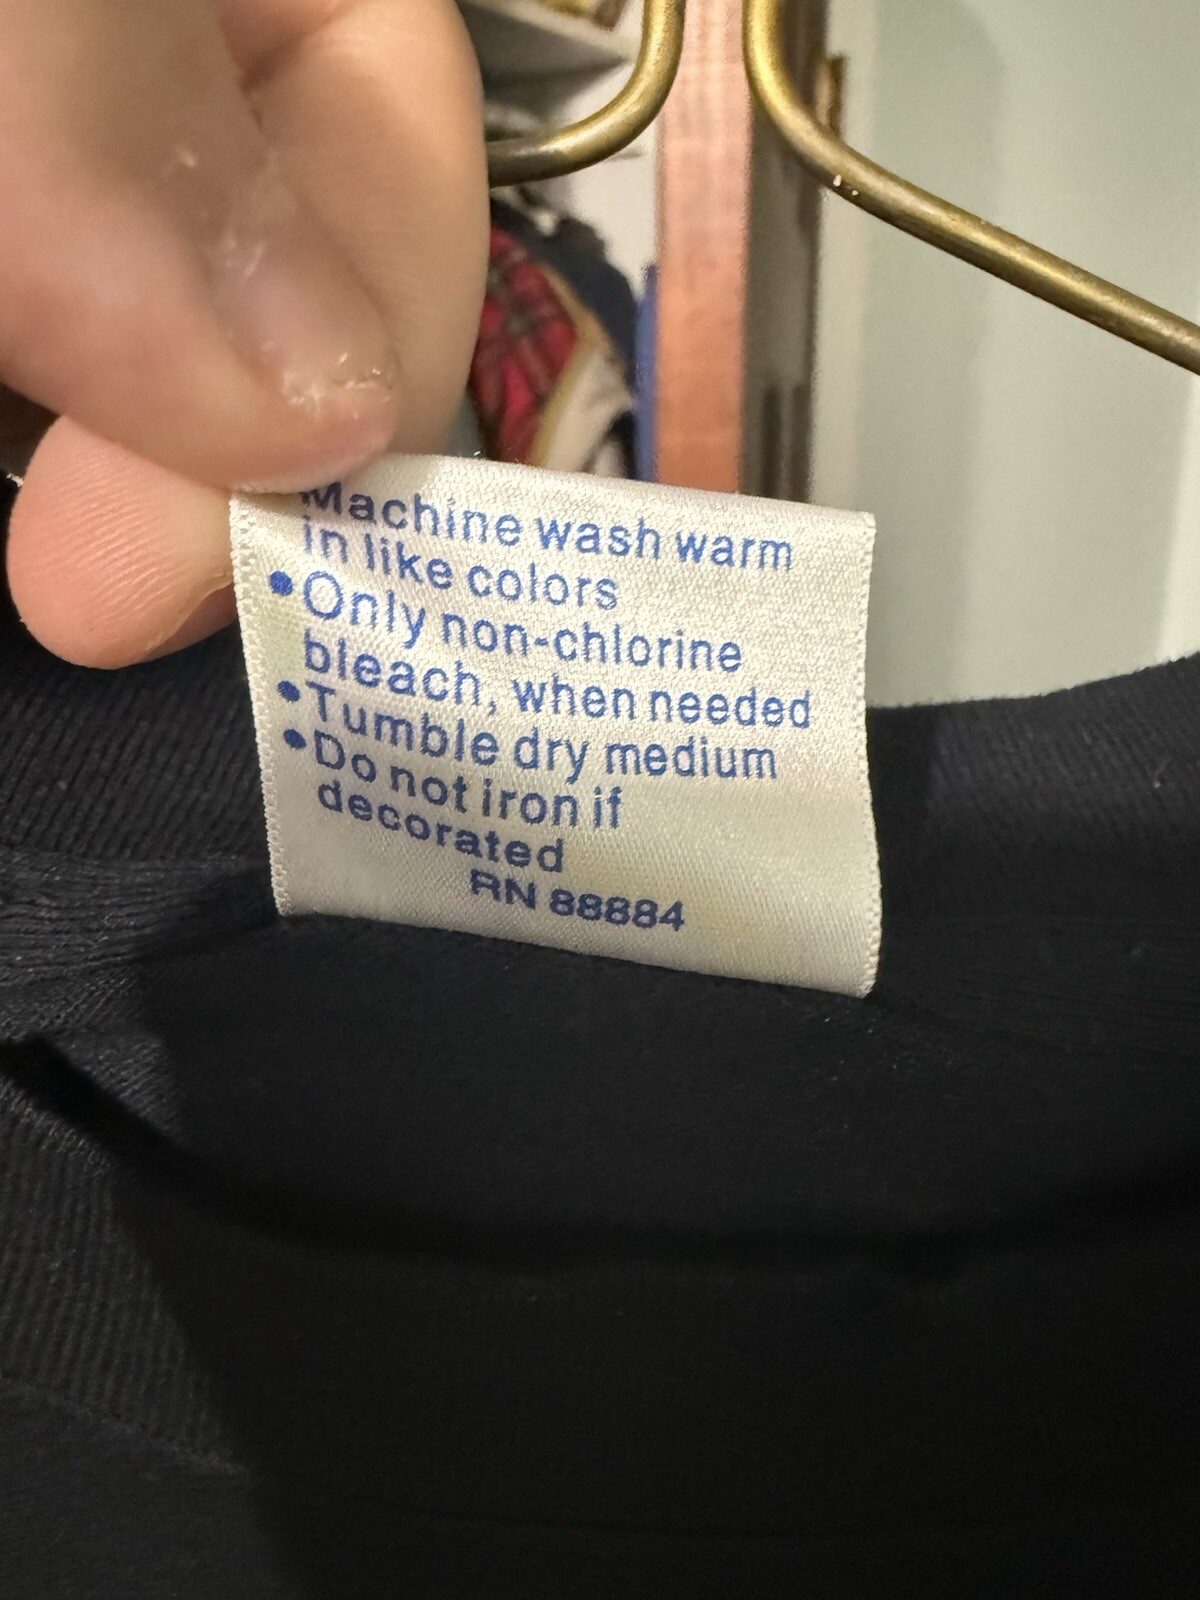 Machine wash warm
in like colors
•Only non-chlorine
bleach, when needed
•Tumble dry medium
•Do not iron if
decorated
RN 88884